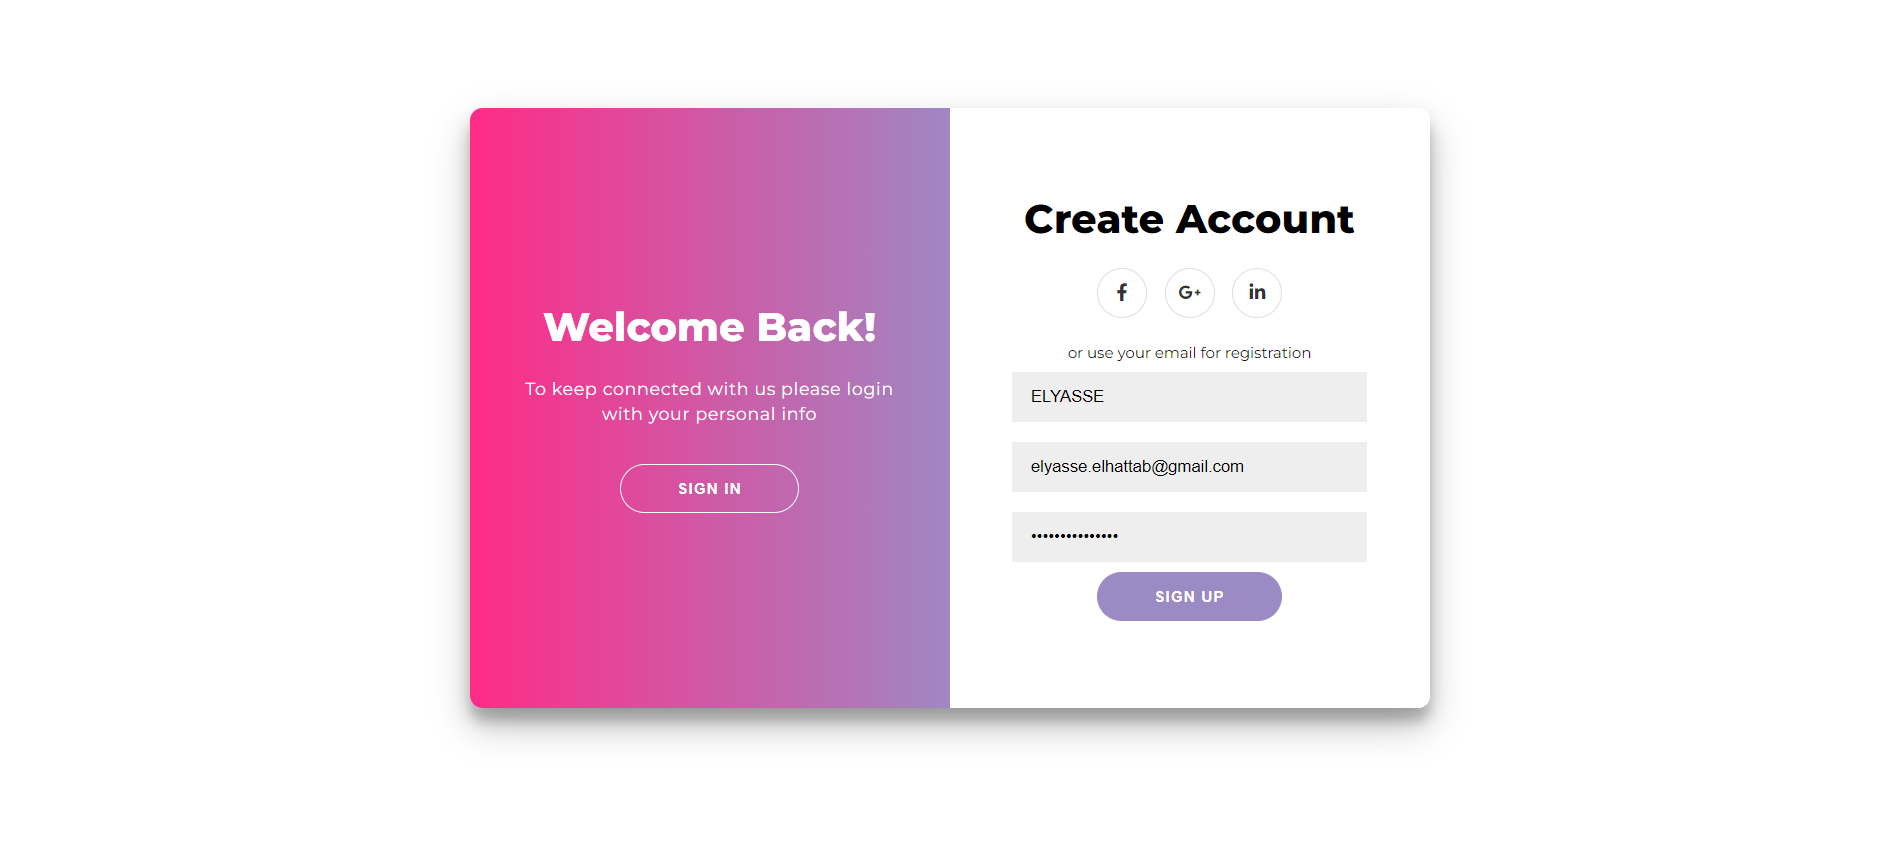 Welcome Back!
To keep connected with us please login
with your personal info
SIGN IN
Create Account
f
G+
in
or use your email for registration
ELYASSE
elyasse.elhattab@gmail.com
•••••••••••••••
SIGN UP